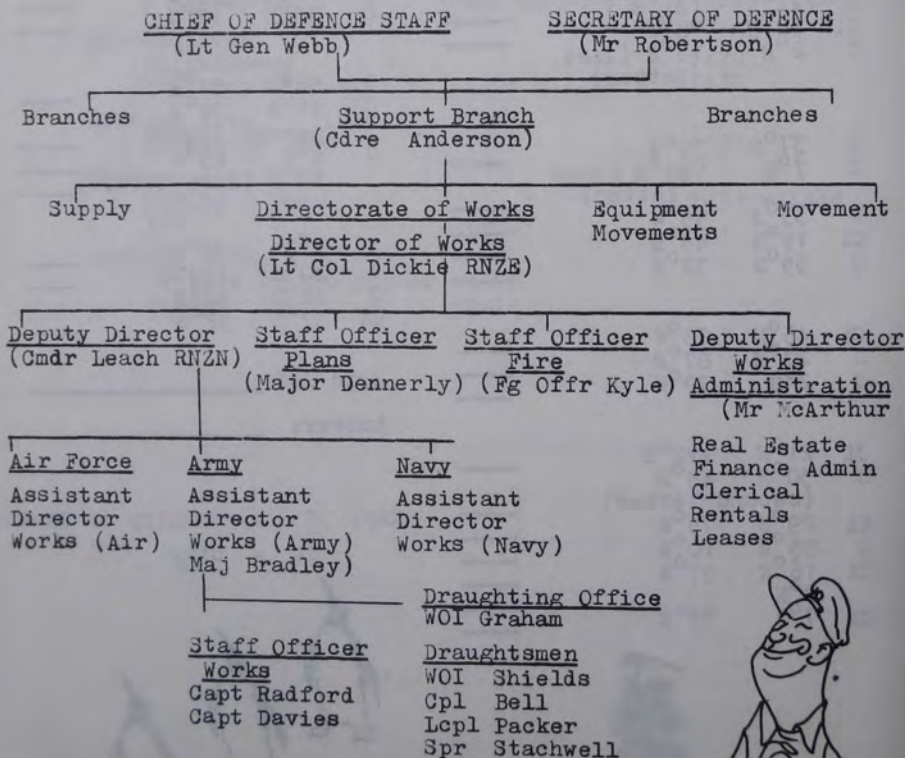 CHIEF OF DEFENCE STAFF
(Lt Gen Webb)
SECRETARY OF DEFENCE
(Mr Robertson)
Branches
Support Branch
(Cdre Anderson)
Branches
Supply
Directorate of Works
Director of Works
(Lt Col Dickie RNZE)
Equipment
Movements
Movement
Deputy Director
(Cmdr Leach RNZN)
Staff Officer
Plans
(Major Dennerly)
Staff Officer
Fire
(Fg Offr Kyle)
Deputy Director
Works
Administration
(Mr McArthur
Real Estate
Finance Admin
Clerical
Rentals
Leases
Air Force
Assistant
Director
Works (Air)
Army
Assistant
Director
Works (Army)
Maj Bradley)
Navy
Assistant
Director
Works (Navy)
Draughting Office
WOI Graham
Staff Officer
Works
Capt Radford
Capt Davies
Draughtsmen
WOI Shields
Cpl Bell
Lcpl Packer
Spr Stachwell